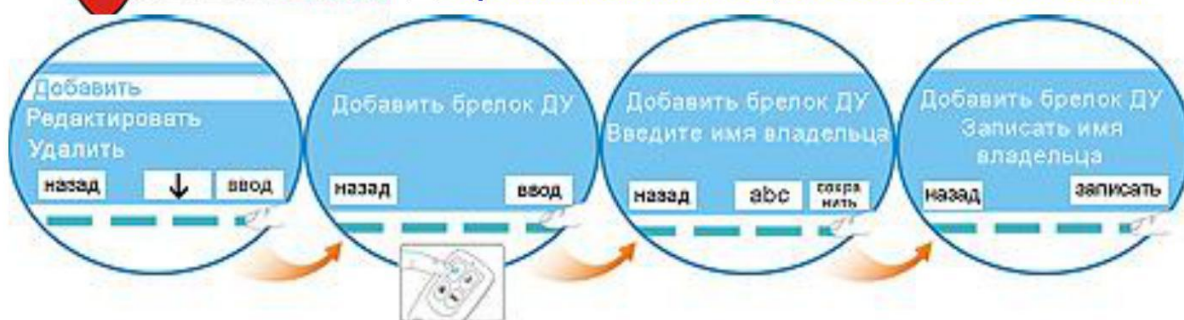 Добавить
Редактировать
Удалить
назад ↓ ввод
Добавить брелок ДУ
назад ввод
Добавить брелок ДУ
Введите имя владельца
назад abc сохра
нить
Добавить брелок ДУ
Записать имя
владельца
назад записать